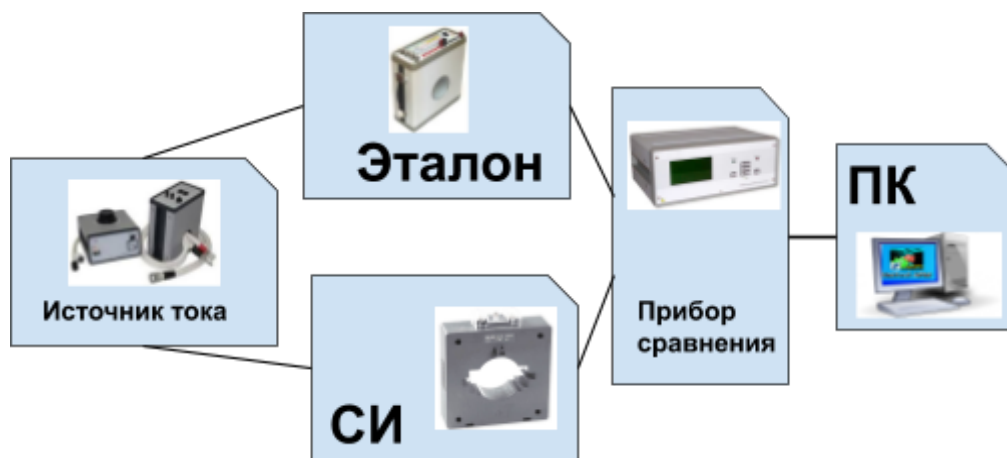 Эталон
Источник тока
СИ
Прибор
сравнения
ПК